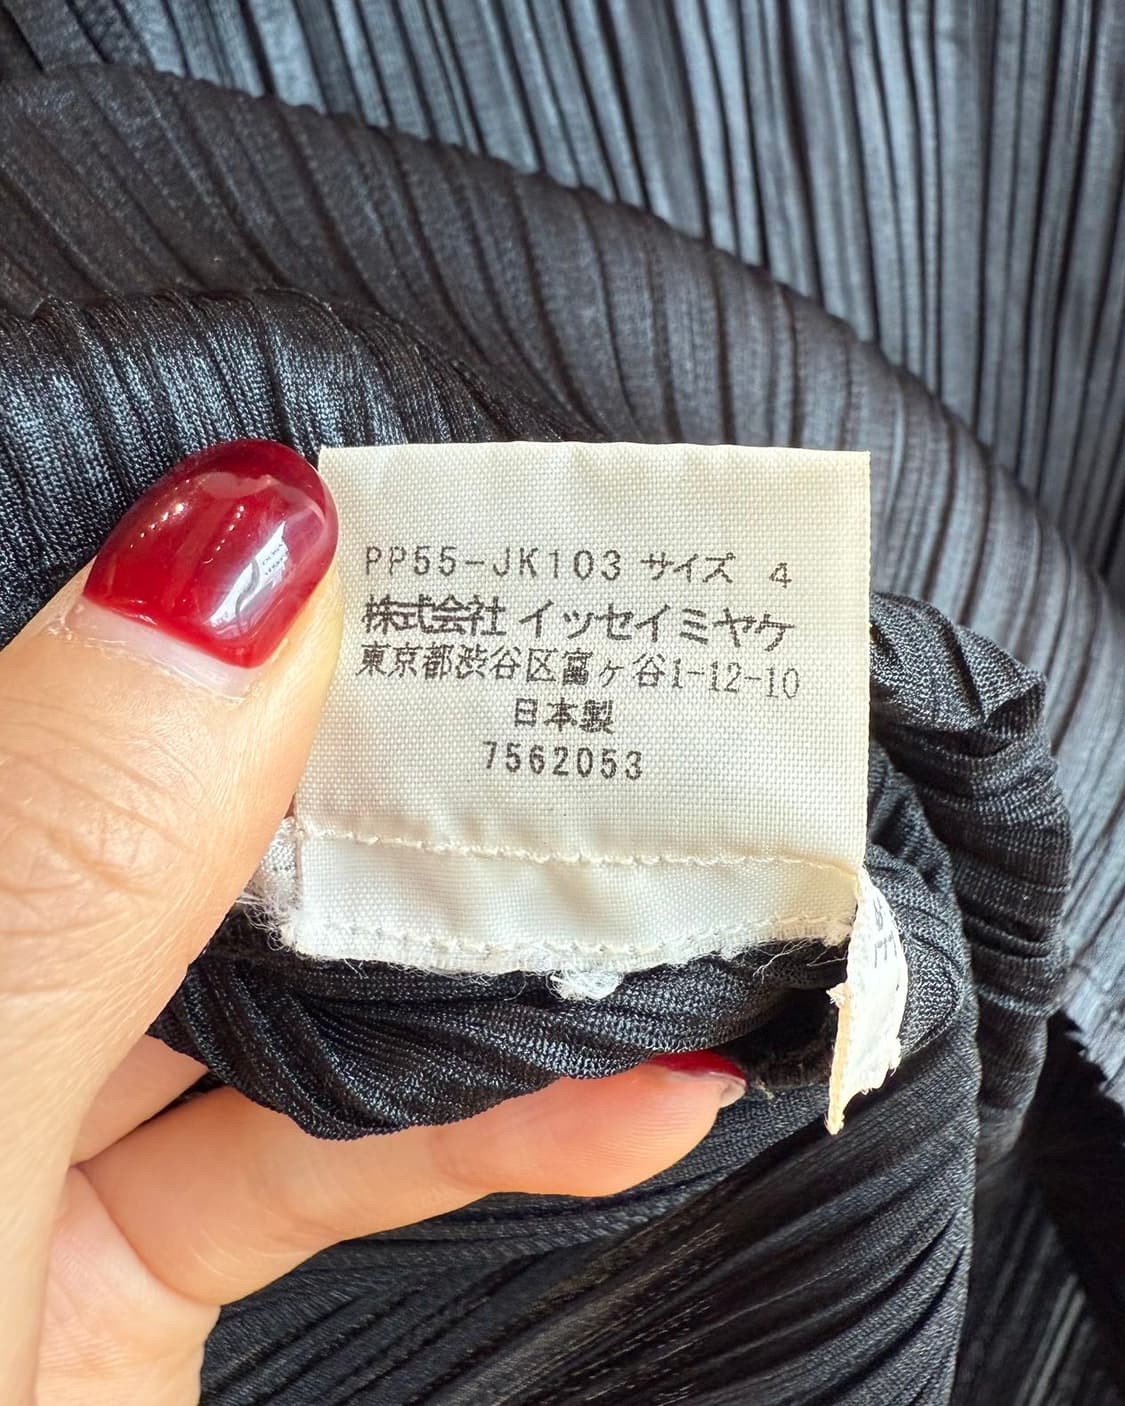 PP55-JK103 サイズ 4
株式会社 イッセイミヤケ
東京都渋谷区富ヶ谷1-12-10
日本製
7562053